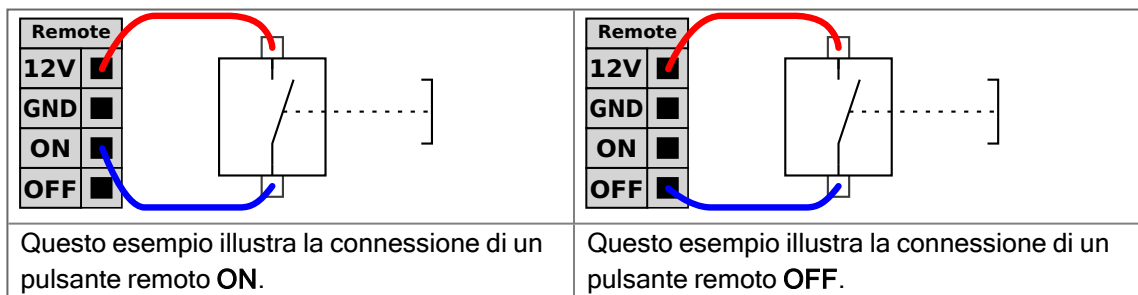 Remote
12V
GND
ON
OFF
Questo esempio illustra la connessione di un
pulsante remoto ON.
Remote
12V
GND
ON
OFF
Questo esempio illustra la connessione di un
pulsante remoto OFF.